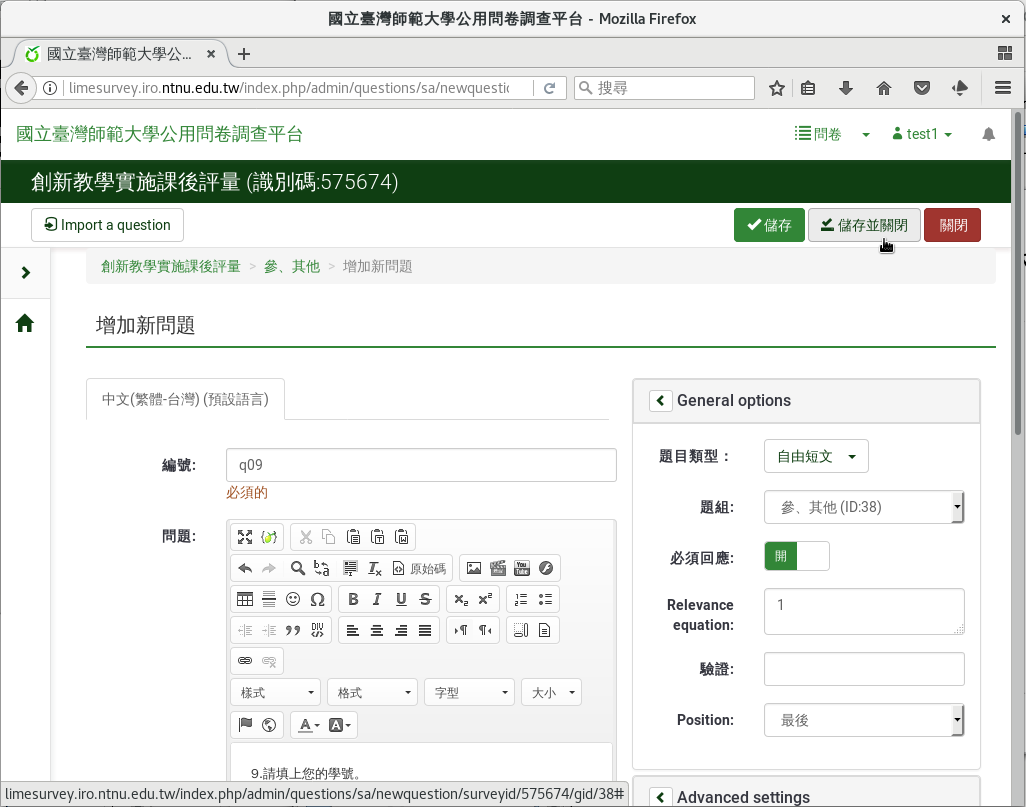 國立臺灣師範大學公用問卷調查平台 - Mozilla Firefox
國立臺灣師範大學公...
limesurvey.iro.ntnu.edu.tw/index.php/admin/questions/sa/newquestic
搜尋
國立臺灣師範大學公用問卷調查平台
問卷
test1
創新教學實施課後評量 (識別碼:575674)
Import a question
儲存
儲存並關閉
關閉
創新教學實施課後評量 > 參、其他 > 增加新問題
增加新問題
中文(繁體-台灣) (預設語言)
編號:
q09
必須的
問題:
原始碼
樣式
格式
字型
大小
9.請填上您的學號。
General options
題目類型：
自由短文
題組:
參、其他 (ID:38)
必須回應:
開
Relevance
equation:
1
驗證:
Position:
最後
Advanced settings
limesurvey.iro.ntnu.edu.tw/index.php/admin/questions/sa/newquestion/surveyid/575674/gid/38#